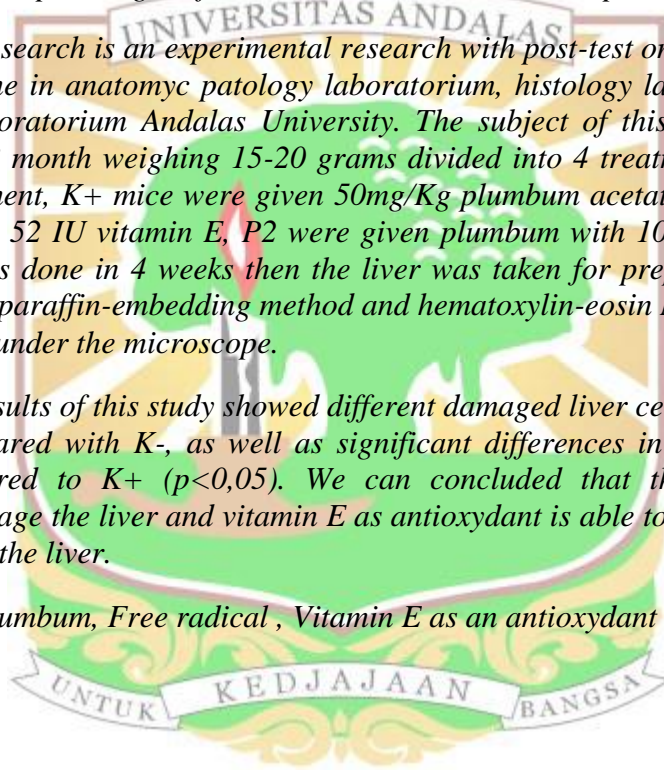 UNIVERSITAS ANDALAS
search is an experimental research with post-test or
ne in anatomyc patology laboratorium, histology la
oratorium Andalas University. The subject of this
month weighing 15-20 grams divided into 4 treatr
nent, K+ mice were given 50mg/Kg plumbum acetai
52 IU vitamin E, P2 were given plumbum with 10
s done in 4 weeks then the liver was taken for prep
paraffin-embedding method and hematoxylin-eosin
under the microscope.
sults of this study showed different damaged liver ce
ared with K-, as well as significant differences in
red to K+ (p<0,05). We can concluded that th
age the liver and vitamin E as antioxydant is able to
the liver.
umbum, Free radical , Vitamin E as an antioxydant
UNTUK KEDJAJAAN BANGSA